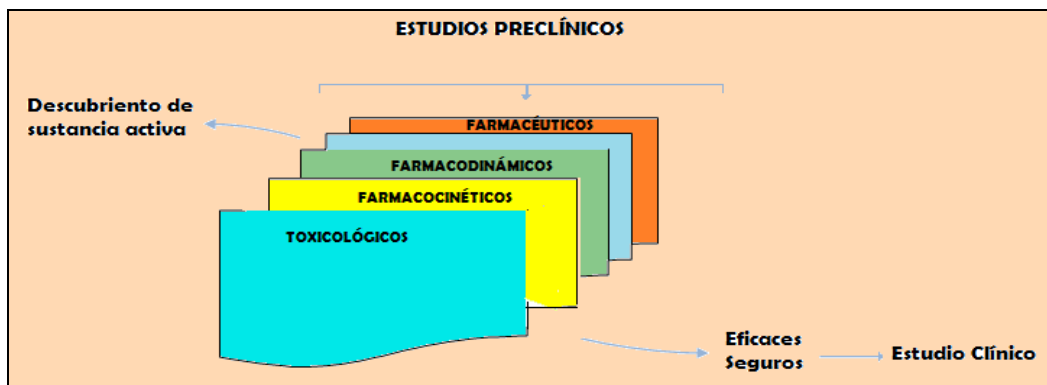 ESTUDIOS PRECLÍNICOS
Descubriento de
sustancia activa
FARMACÉUTICOS
FARMACODINÁMICOS
FARMACOCINÉTICOS
TOXICOLÓGICOS
Eficaces
Seguros
Estudio Clínico